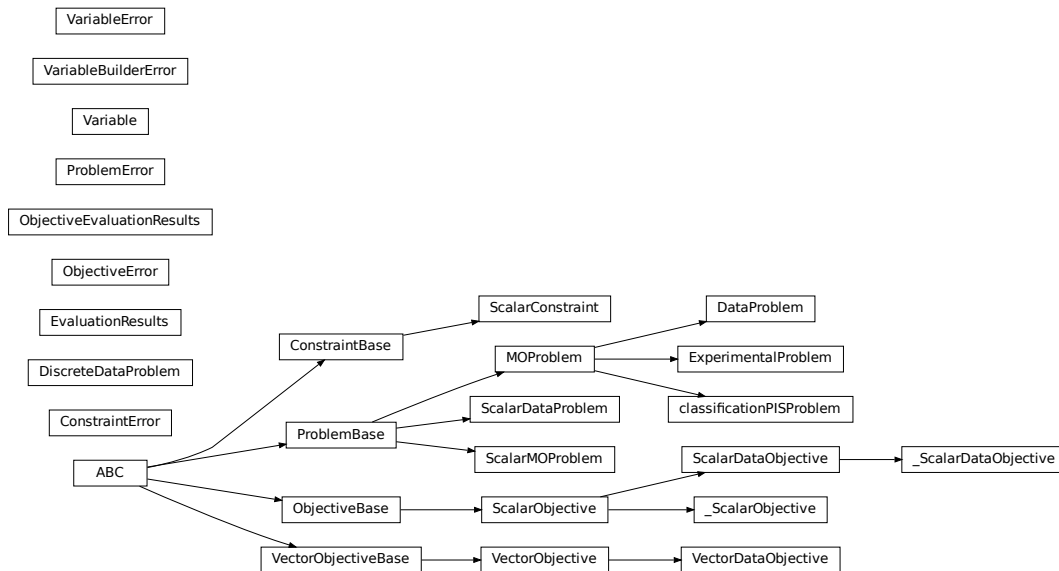 VariableError
VariableBuilderError
Variable
ProblemError
ObjectiveEvaluationResults
ObjectiveError
EvaluationResults
DiscreteDataProblem
ConstraintError
ABC
ConstraintBase
ProblemBase
ObjectiveBase
VectorObjectiveBase
ScalarConstraint
MOProblem
ScalarDataProblem
ScalarMOProblem
ScalarObjective
VectorObjective
DataProblem
ExperimentalProblem
classificationPISProblem
ScalarDataObjective
_ScalarObjective
VectorDataObjective
_ScalarDataObjective